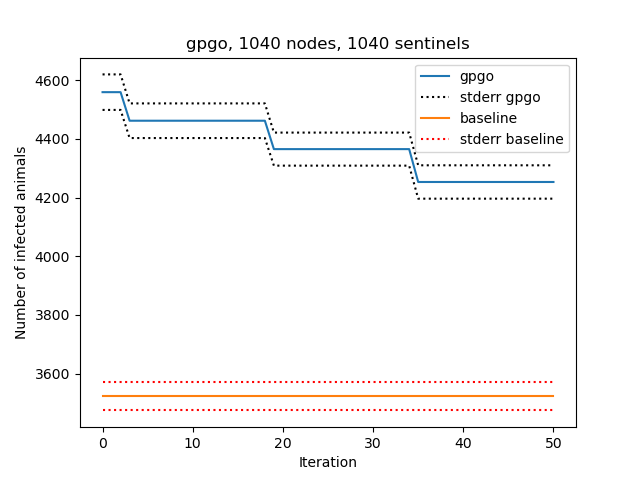 gpgo, 1040 nodes, 1040 sentinels
gpgo
stderr gpgo
baseline
stderr baseline
Number of infected animals
4600
4400
4200
4000
3800
3600
0 10 20 30 40 50
Iteration